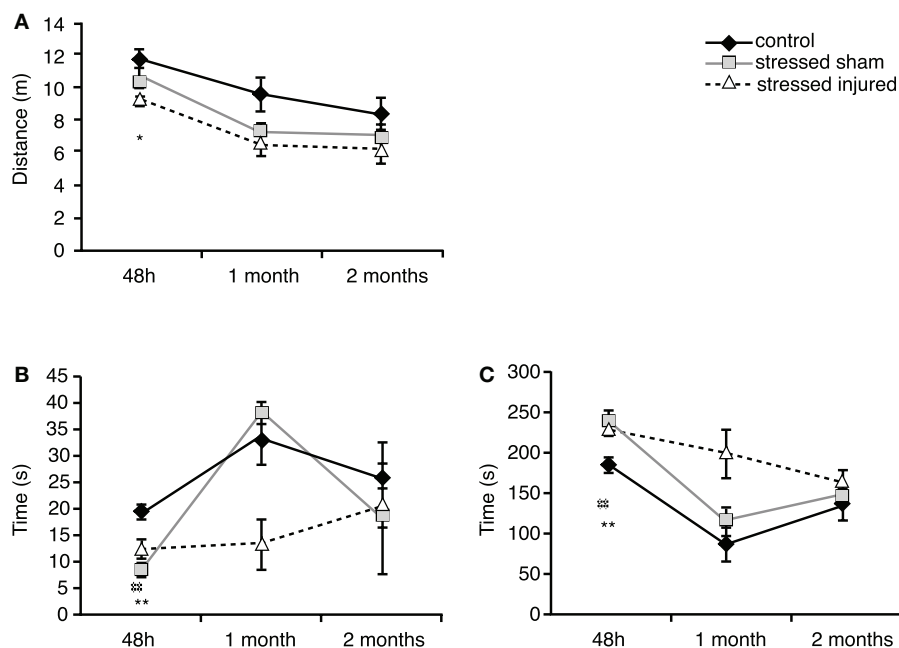 A
14
12
10
8
6
4
2
0
Distance (m)
48h
1 month
2 months
*
control
stressed sham
stressed injured
B
45
40
35
30
25
20
15
10
5
0
Time (s)
**
48h
1 month
2 months
C
300
250
200
150
100
50
0
Time (s)
**
48h
1 month
2 months